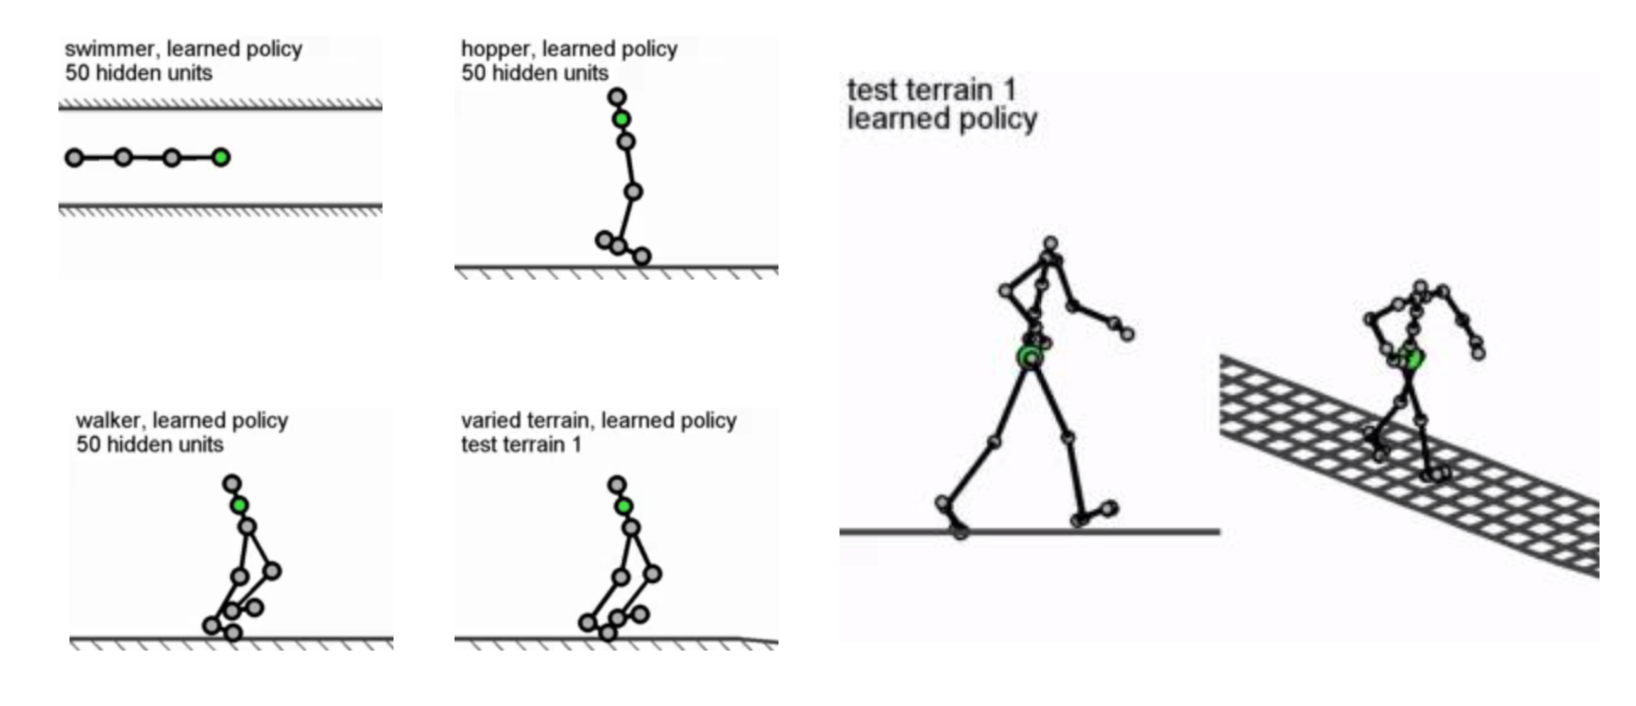 swimmer, learned policy
50 hidden units
hopper, learned policy
50 hidden units
test terrain 1
learned policy
walker, learned policy
50 hidden units
varied terrain, learned policy
test terrain 1